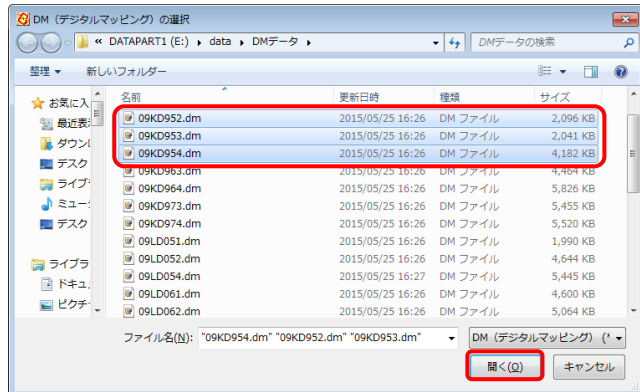 DM（デジタルマッピング）の選択
« DATAPART1 (E:) ▸ data ▸ DMデータ ▸
DMデータの検索
整理 ▼ 新しいフォルダー
名前 更新日時 種類 サイズ
お気に入
最近表
ダウンl
デスク
ライブ
ミュー
デスク
ライブラ
ドキュ
ピクチ
09KD952.dm 2015/05/25 16:26 DM ファイル 2,096 KB
09KD953.dm 2015/05/25 16:26 DM ファイル 2,041 KB
09KD954.dm 2015/05/25 16:26 DM ファイル 4,182 KB
09KD963.dm 2015/05/25 16:26 DM ファイル 4,464 KB
09KD964.dm 2015/05/25 16:26 DM ファイル 5,826 KB
09KD973.dm 2015/05/25 16:26 DM ファイル 5,455 KB
09KD974.dm 2015/05/25 16:26 DM ファイル 5,520 KB
09LD051.dm 2015/05/25 16:26 DM ファイル 1,990 KB
09LD052.dm 2015/05/25 16:26 DM ファイル 4,644 KB
09LD054.dm 2015/05/25 16:27 DM ファイル 5,445 KB
09LD061.dm 2015/05/25 16:26 DM ファイル 4,600 KB
09LD062.dm 2015/05/25 16:26 DM ファイル 5,064 KB
ファイル名(N): "09KD954.dm" "09KD952.dm" "09KD953.dm"
DM（デジタルマッピング）(*
開く(O) キャンセル